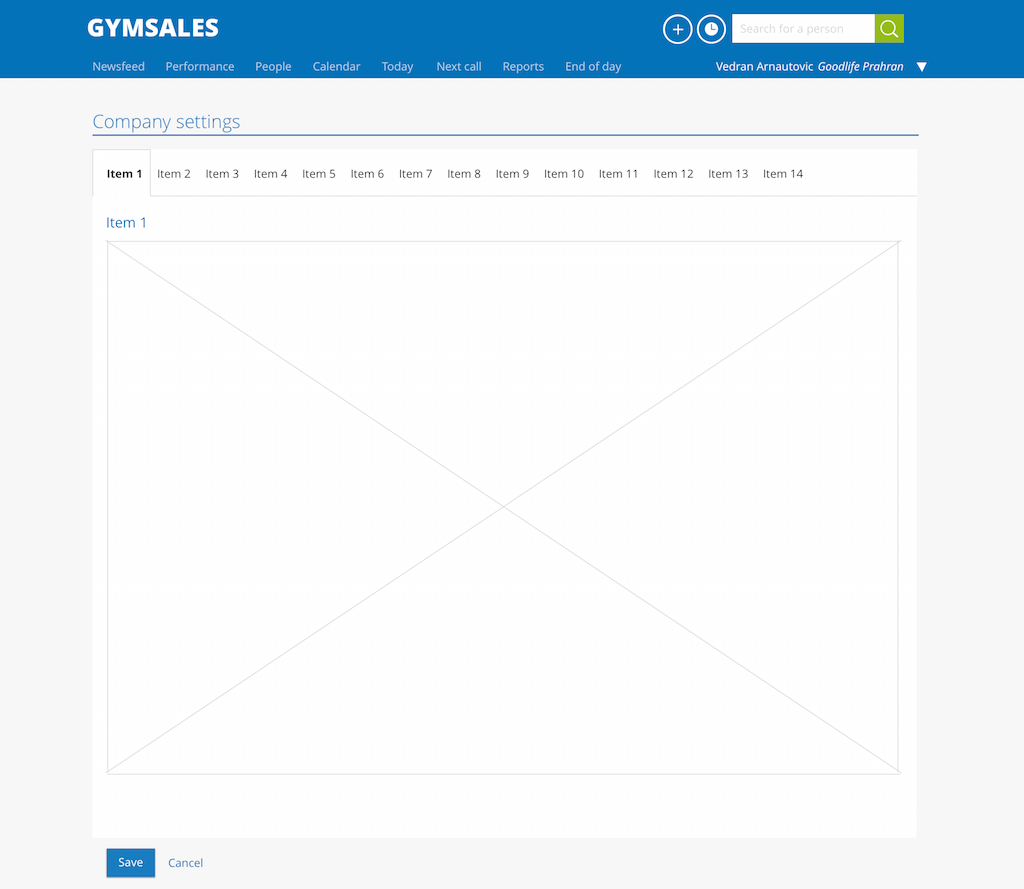 GYMSALES
Search for a person
Newsfeed Performance People Calendar Today Next call Reports End of day Vedran Arnautovic Goodlife Prahran
Company settings
Item 1 Item 2 Item 3 Item 4 Item 5 Item 6 Item 7 Item 8 Item 9 Item 10 Item 11 Item 12 Item 13 Item 14
Item 1
Save Cancel